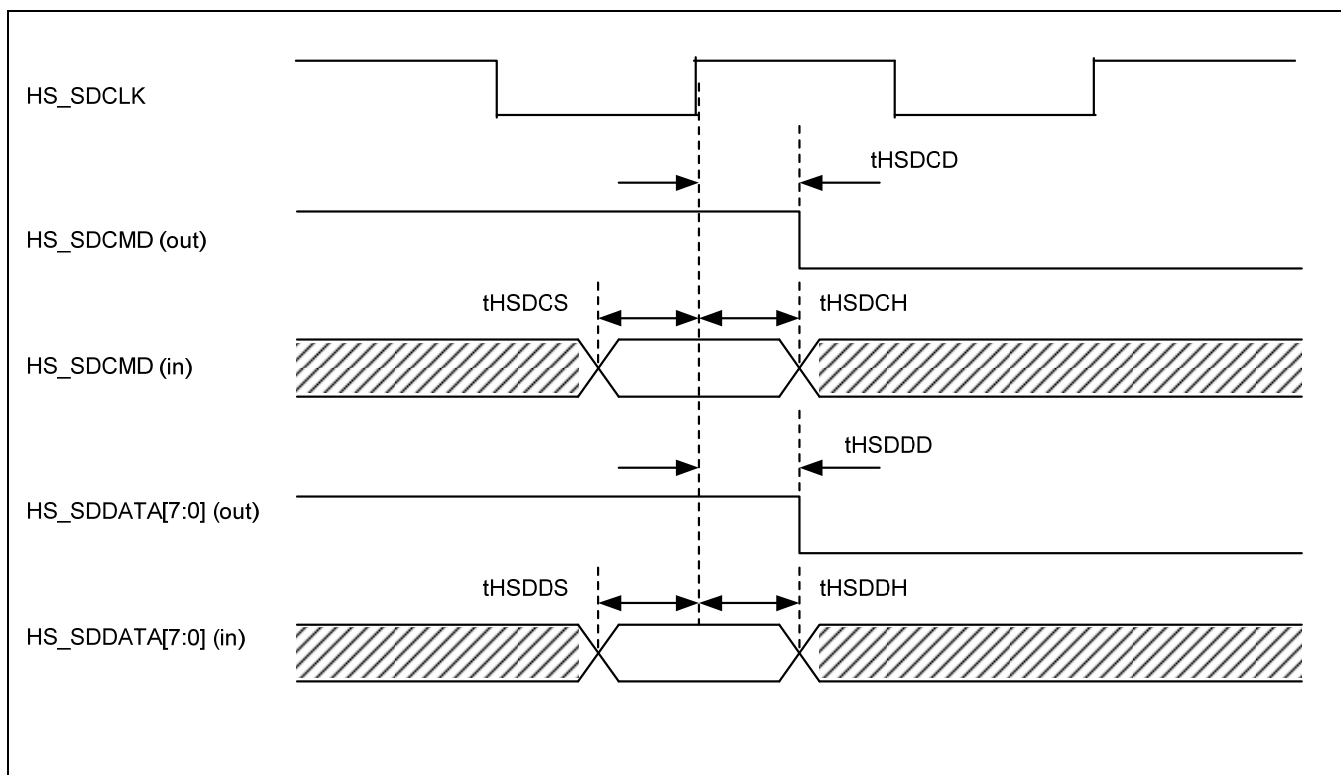 HS_SDCLK
tHSDCD
HS_SDCMD (out)
tHSDCS
tHSDCH
HS_SDCMD (in)
tHSDDD
HS_SDDATA[7:0] (out)
tHSDDS
tHSDDH
HS_SDDATA[7:0] (in)